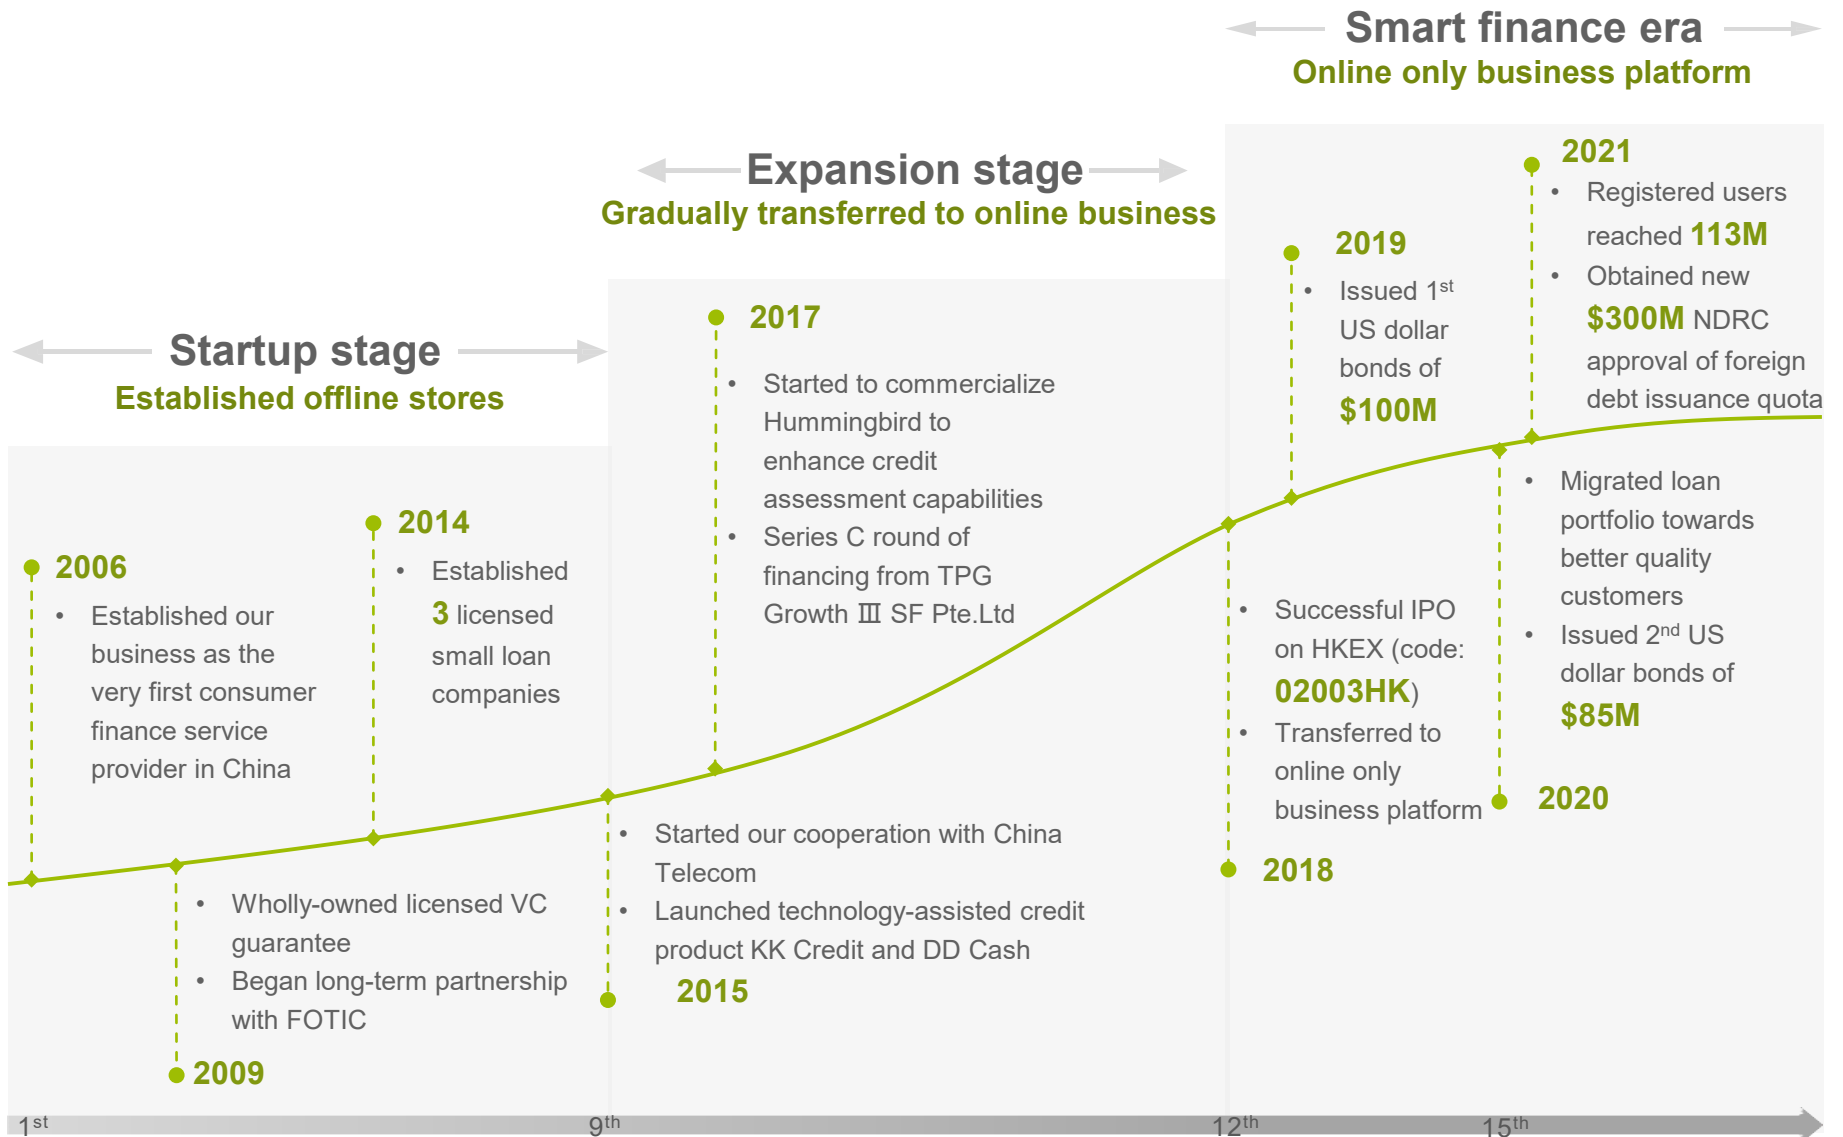 Smart finance era
Online only business platform
Expansion stage
Gradually transferred to online business
Startup stage
Established offline stores
2006
• Established our
business as the
very first consumer
finance service
provider in China
• Wholly-owned licensed VC
guarantee
• Began long-term partnership
with FOTIC
2009
2014
• Established
3 licensed
small loan
companies
• Started our cooperation with China
Telecom
• Launched technology-assisted credit
product KK Credit and DD Cash
2015
2017
• Started to commercialize
Hummingbird to
enhance credit
assessment capabilities
• Series C round of
financing from TPG
Growth Ⅲ SF Pte.Ltd
• Successful IPO
on HKEX (code:
02003HK)
• Transferred to
online only
business platform
2018
2019
• Issued 1st
US dollar
bonds of
$100M
• Migrated loan
portfolio towards
better quality
customers
• Issued 2nd US
dollar bonds of
$85M
2020
2021
• Registered users
reached 113M
• Obtained new
$300M NDRC
approval of foreign
debt issuance quota
1st
9th
12th
15th